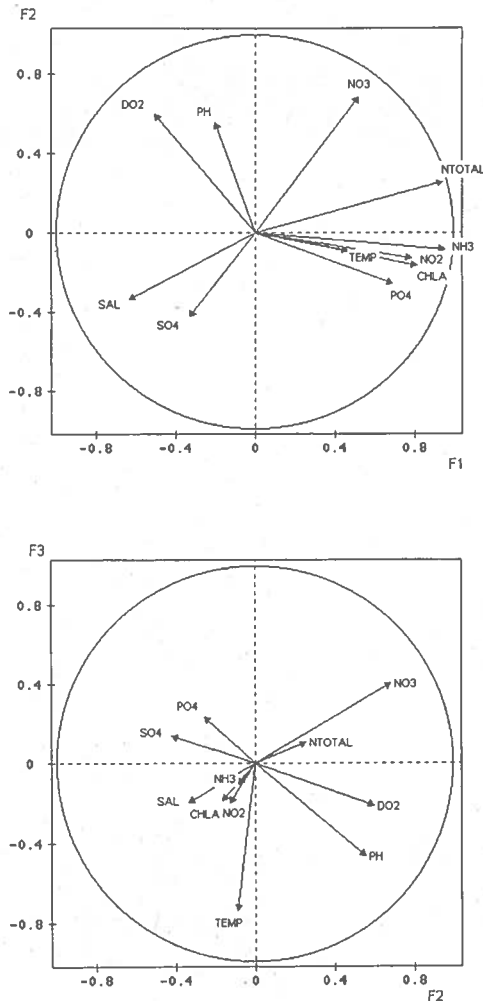 F2
0.8
NO3
DO2
PH
0.4
NTOTAL
0
NH3
TEMP
NO2
CHLA
PO4
SAL
SO4
-0.4
-0.8
-0.8 -0.4 0 0.4 0.8
F1
F3
0.8
0.4
NO3
PO4
SO4
NTOTAL
0
NH3
SAL
CHLA NO2
DO2
-0.4
PH
TEMP
-0.8
-0.8 -0.4 0 0.4 0.8
F2